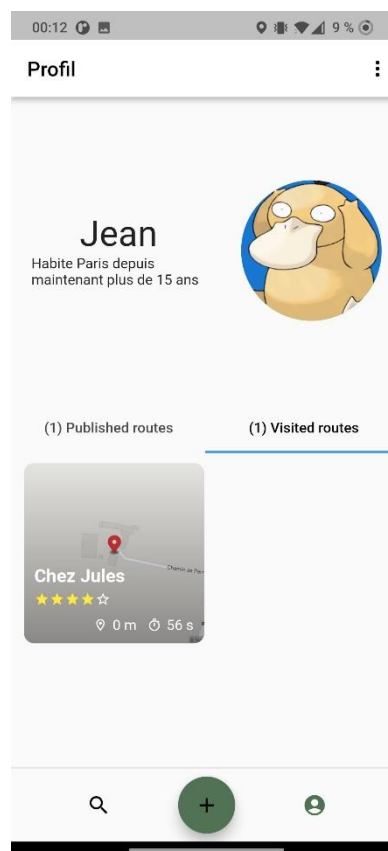 00:12
9 %
Profil
Jean
Habite Paris depuis
maintenant plus de 15 ans
(1) Published routes
(1) Visited routes
Chez Jules
0 m
56 s